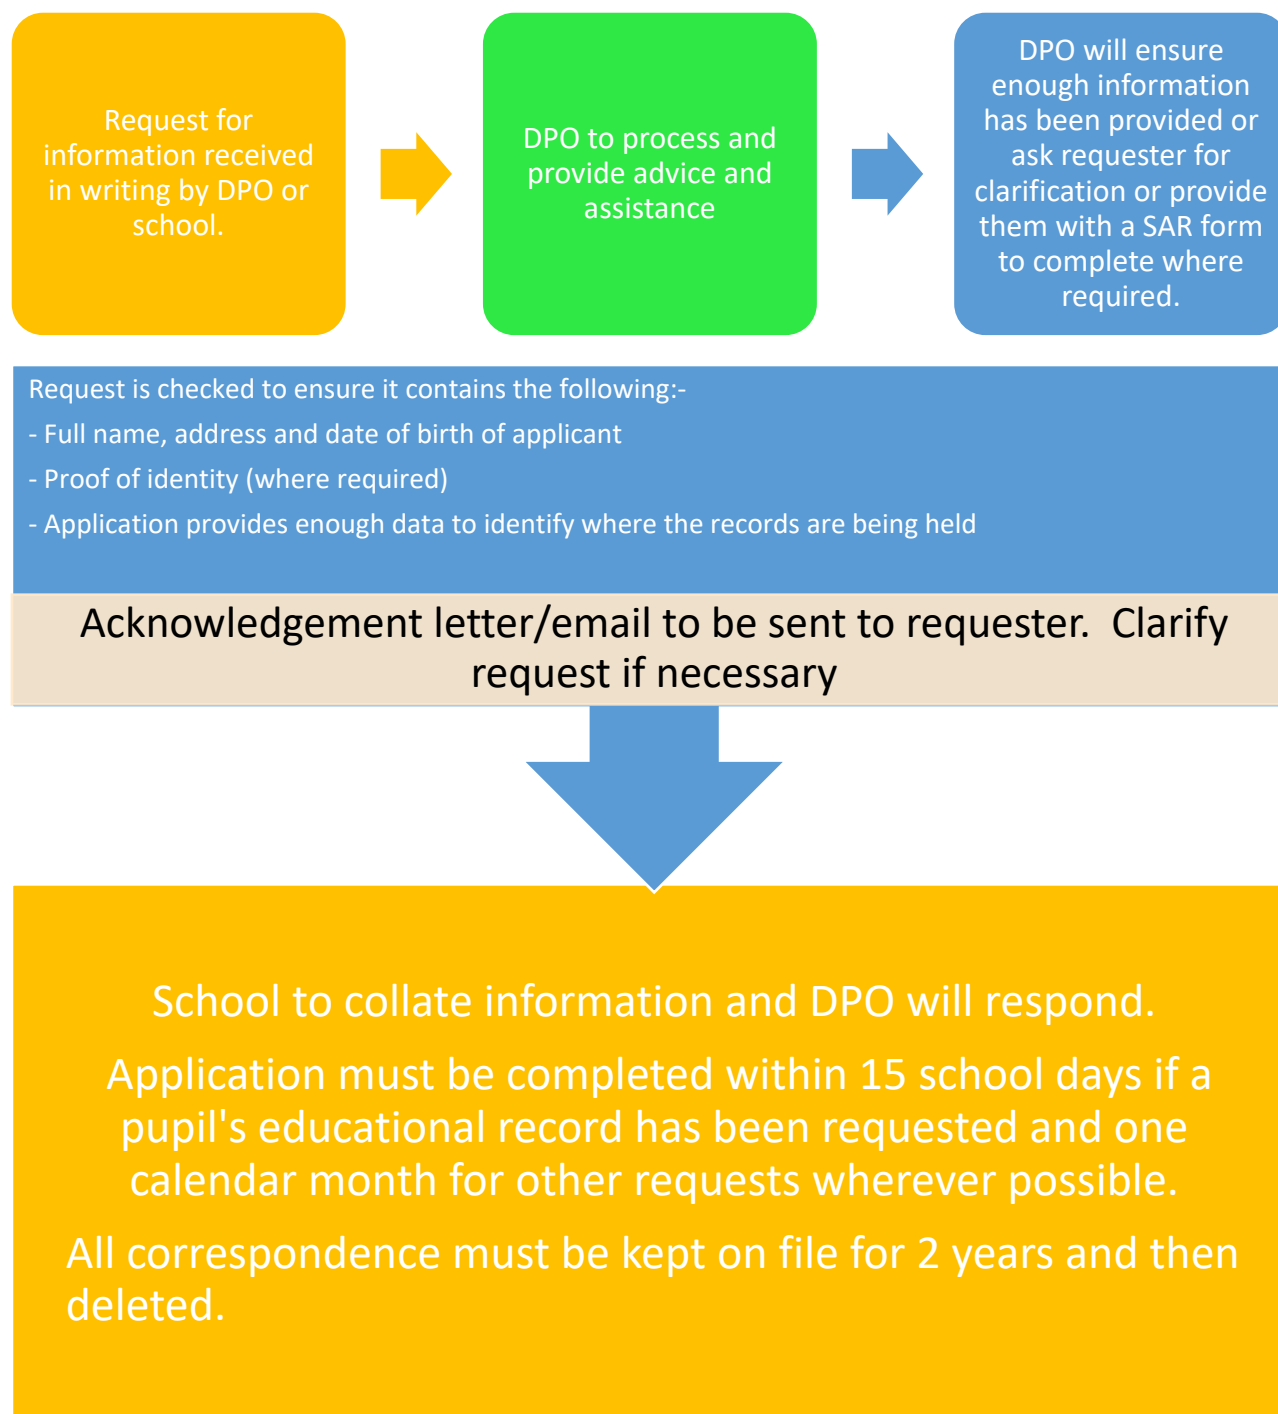 Request for
information received
in writing by DPO or
school.
DPO to process and
provide advice and
assistance
DPO will ensure
enough information
has been provided or
ask requester for
clarification or provide
them with a SAR form
to complete where
required.
Request is checked to ensure it contains the following:-
- Full name, address and date of birth of applicant
- Proof of identity (where required)
- Application provides enough data to identify where the records are being held
Acknowledgement letter/email to be sent to requester.  Clarify
request if necessary
School to collate information and DPO will respond.
Application must be completed within 15 school days if a
pupil's educational record has been requested and one
calendar month for other requests wherever possible.
All correspondence must be kept on file for 2 years and then
deleted.